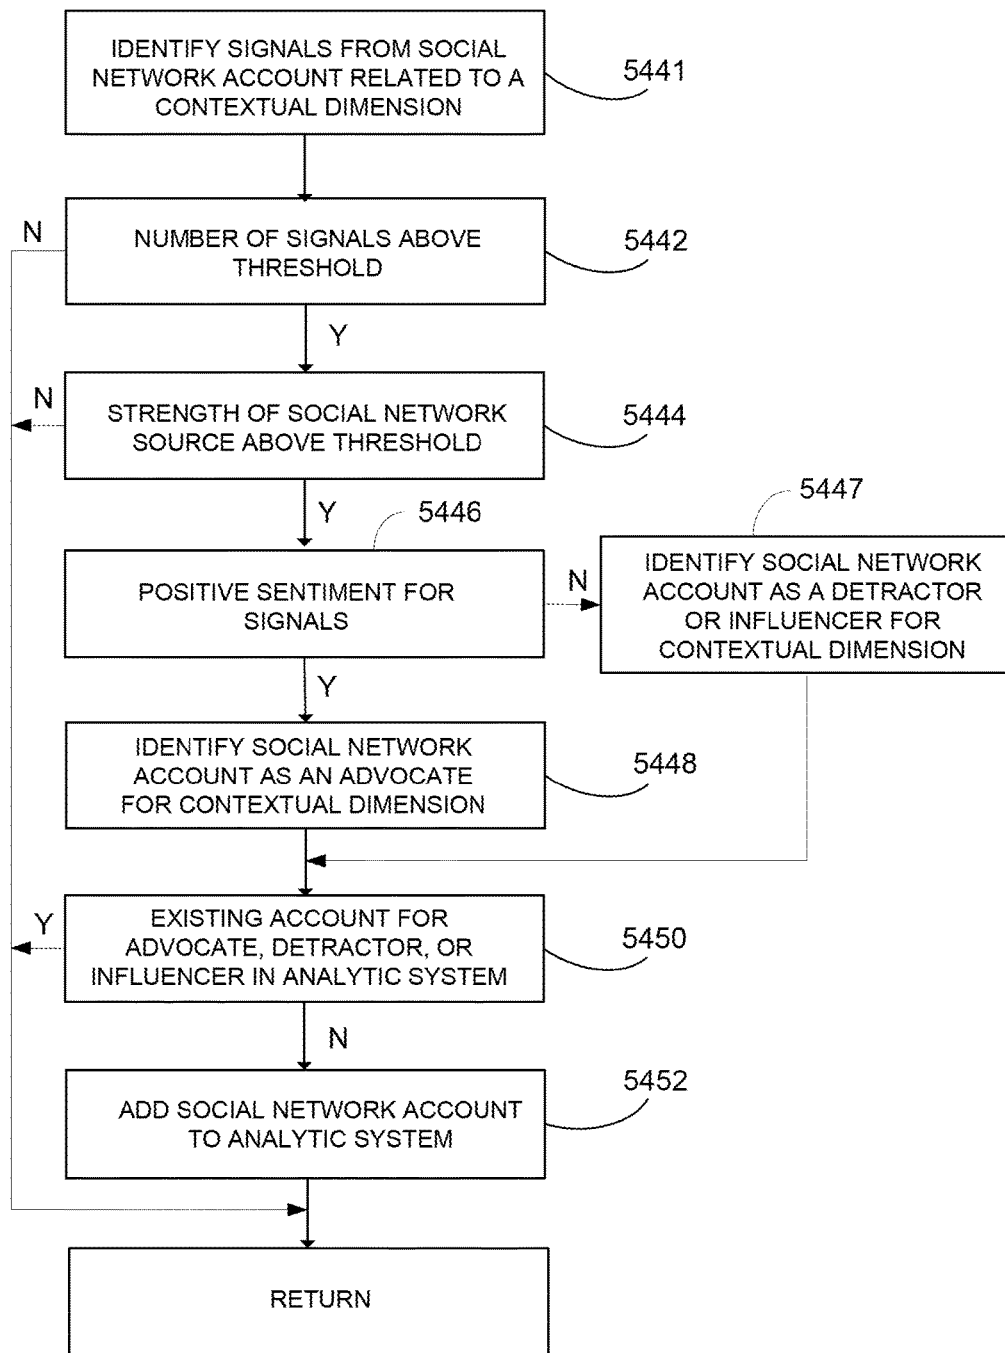 IDENTIFY SIGNALS FROM SOCIAL
NETWORK ACCOUNT RELATED TO A
CONTEXTUAL DIMENSION
5441
N
NUMBER OF SIGNALS ABOVE
THRESHOLD
5442
Y
N
STRENGTH OF SOCIAL NETWORK
SOURCE ABOVE THRESHOLD
5444
Y
5446
5447
POSITIVE SENTIMENT FOR
SIGNALS
N
IDENTIFY SOCIAL NETWORK
ACCOUNT AS A DETRACTOR
OR INFLUENCER FOR
CONTEXTUAL DIMENSION
Y
IDENTIFY SOCIAL NETWORK
ACCOUNT AS AN ADVOCATE
FOR CONTEXTUAL DIMENSION
5448
Y
EXISTING ACCOUNT FOR
ADVOCATE, DETRACTOR, OR
INFLUENCER IN ANALYTIC SYSTEM
5450
N
ADD SOCIAL NETWORK ACCOUNT
TO ANALYTIC SYSTEM
5452
RETURN